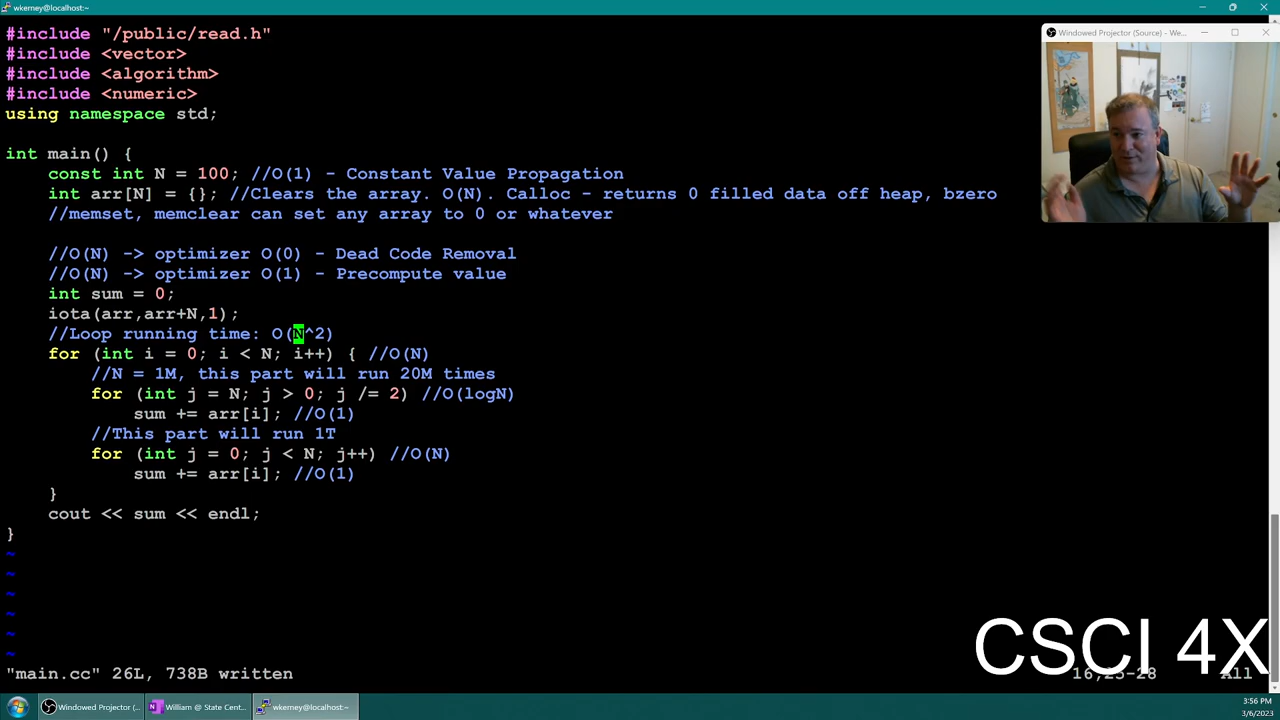 wkerney@localhost:~
#include "/public/read.h"
#include <vector>
#include <algorithm>
#include <numeric>
using namespace std;
int main() {
const int N = 100; //O(1) - Constant Value Propagation
int arr[N] = {}; //Clears the array. O(N). Calloc - returns 0 filled data off heap, bzero
//memset, memclear can set any array to 0 or whatever
//O(N) -> optimizer O(0) - Dead Code Removal
//O(N) -> optimizer O(1) - Precompute value
int sum = 0;
iota(arr,arr+N,1);
//Loop running time: O(N^2)
for (int i = 0; i < N; i++) { //O(N)
//N = 1M, this part will run 20M times
for (int j = N; j > 0; j /= 2) //O(logN)
sum += arr[i]; //O(1)
//This part will run 1T
for (int j = 0; j < N; j++) //O(N)
sum += arr[i]; //O(1)
}
cout << sum << endl;
}
~
~
~
~
~
~
"main.cc" 26L, 738B written
16,25-28 All
Windowed Projector (Source) - We...
CSCI 4X
Windowed Projector (...
William @ State Cent...
wkerney@localhost:~
3:56 PM
3/6/2023